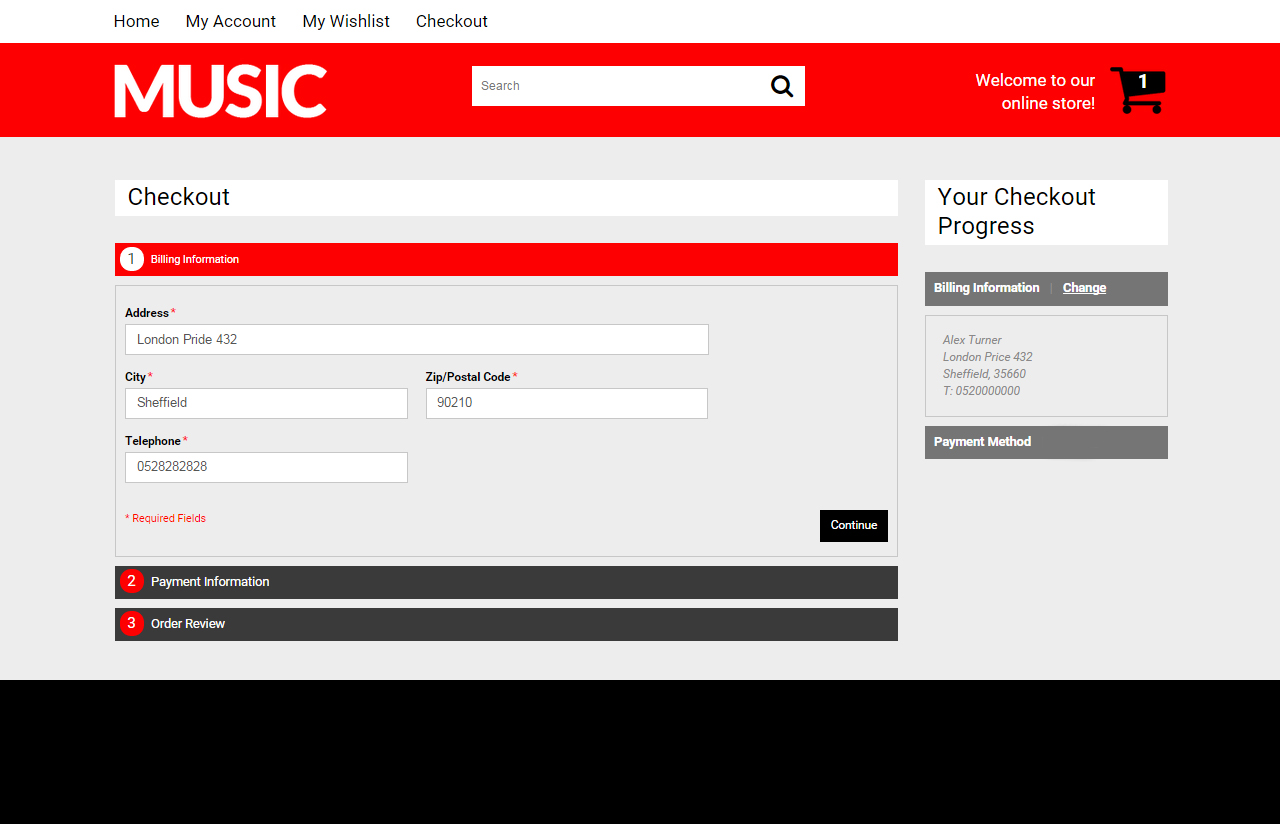 Home My Account My Wishlist Checkout
MUSIC
Search
Welcome to our
online store!
1
Checkout
1 Billing Information
Address *
London Pride 432
City * Zip/Postal Code *
Sheffield 90210
Telephone *
0528282828
* Required Fields Continue
2 Payment Information
3 Order Review
Your Checkout
Progress
Billing Information | Change
Alex Turner
London Price 432
Sheffield, 35660
T: 0520000000
Payment Method